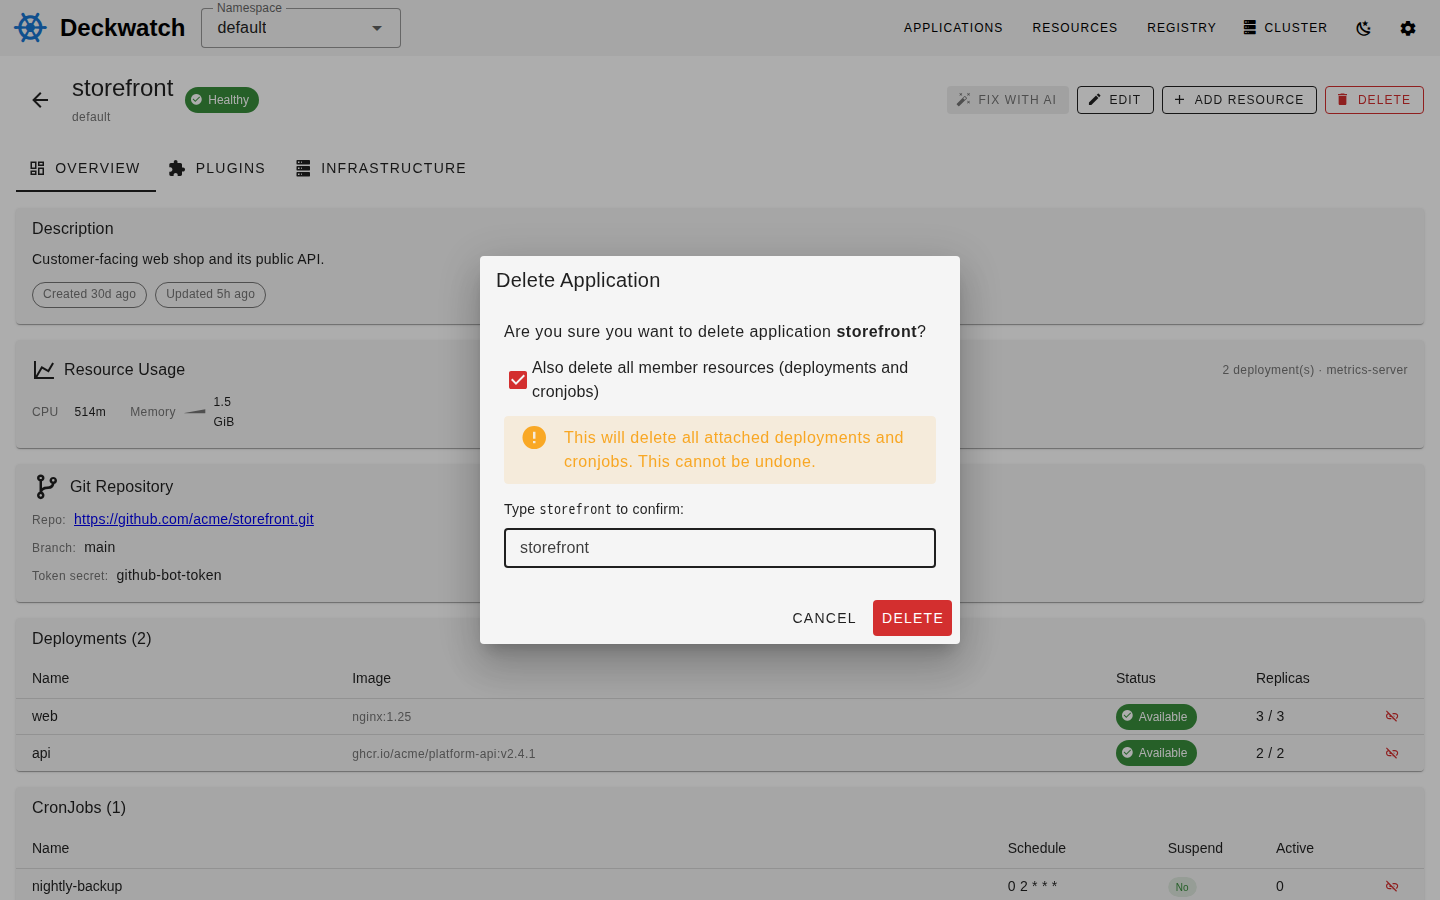 Deckwatch
Namespace
default
APPLICATIONS RESOURCES REGISTRY CLUSTER
storefront
default
Healthy
FIX WITH AI EDIT ADD RESOURCE DELETE
OVERVIEW PLUGINS INFRASTRUCTURE
Description
Customer-facing web shop and its public API.
Created 30d ago Updated 5h ago
Resource Usage
2 deployment(s) · metrics-server
CPU 514m Memory 1.5
GiB
Git Repository
Repo: https://github.com/acme/storefront.git
Branch: main
Token secret: github-bot-token
Delete Application
Are you sure you want to delete application storefront?
Also delete all member resources (deployments and
cronjobs)
This will delete all attached deployments and
cronjobs. This cannot be undone.
Type storefront to confirm:
storefront
CANCEL DELETE
Deployments (2)
Name Image Status Replicas
web nginx:1.25 Available 3 / 3
api ghcr.io/acme/platform-api:v2.4.1 Available 2 / 2
CronJobs (1)
Name Schedule Suspend Active
nightly-backup 0 2 * * * No 0